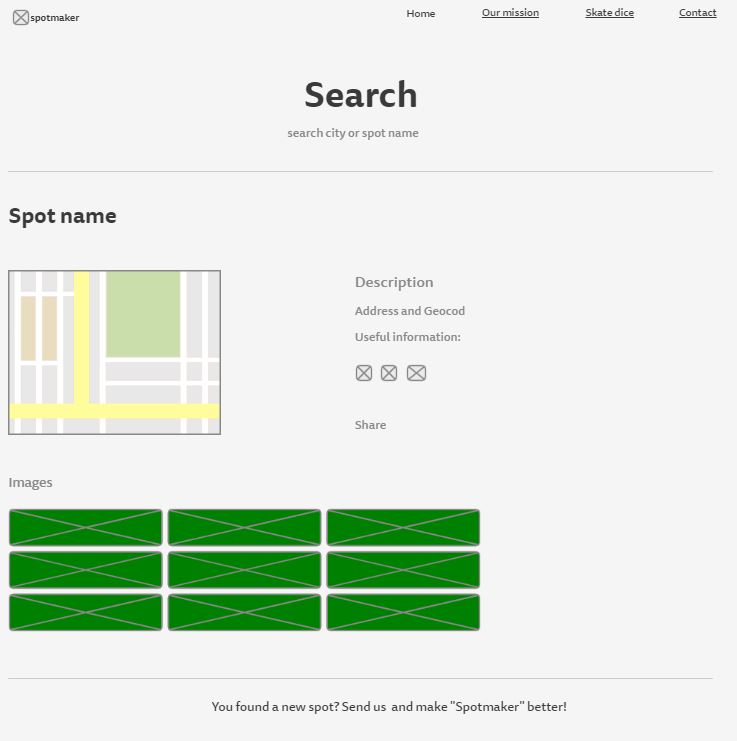 spotmaker
Home
Our mission
Skate dice
Contact
Search
search city or spot name
Spot name
Description
Address and Geocod
Useful information:
Share
Images
You found a new spot? Send us and make "Spotmaker" better!